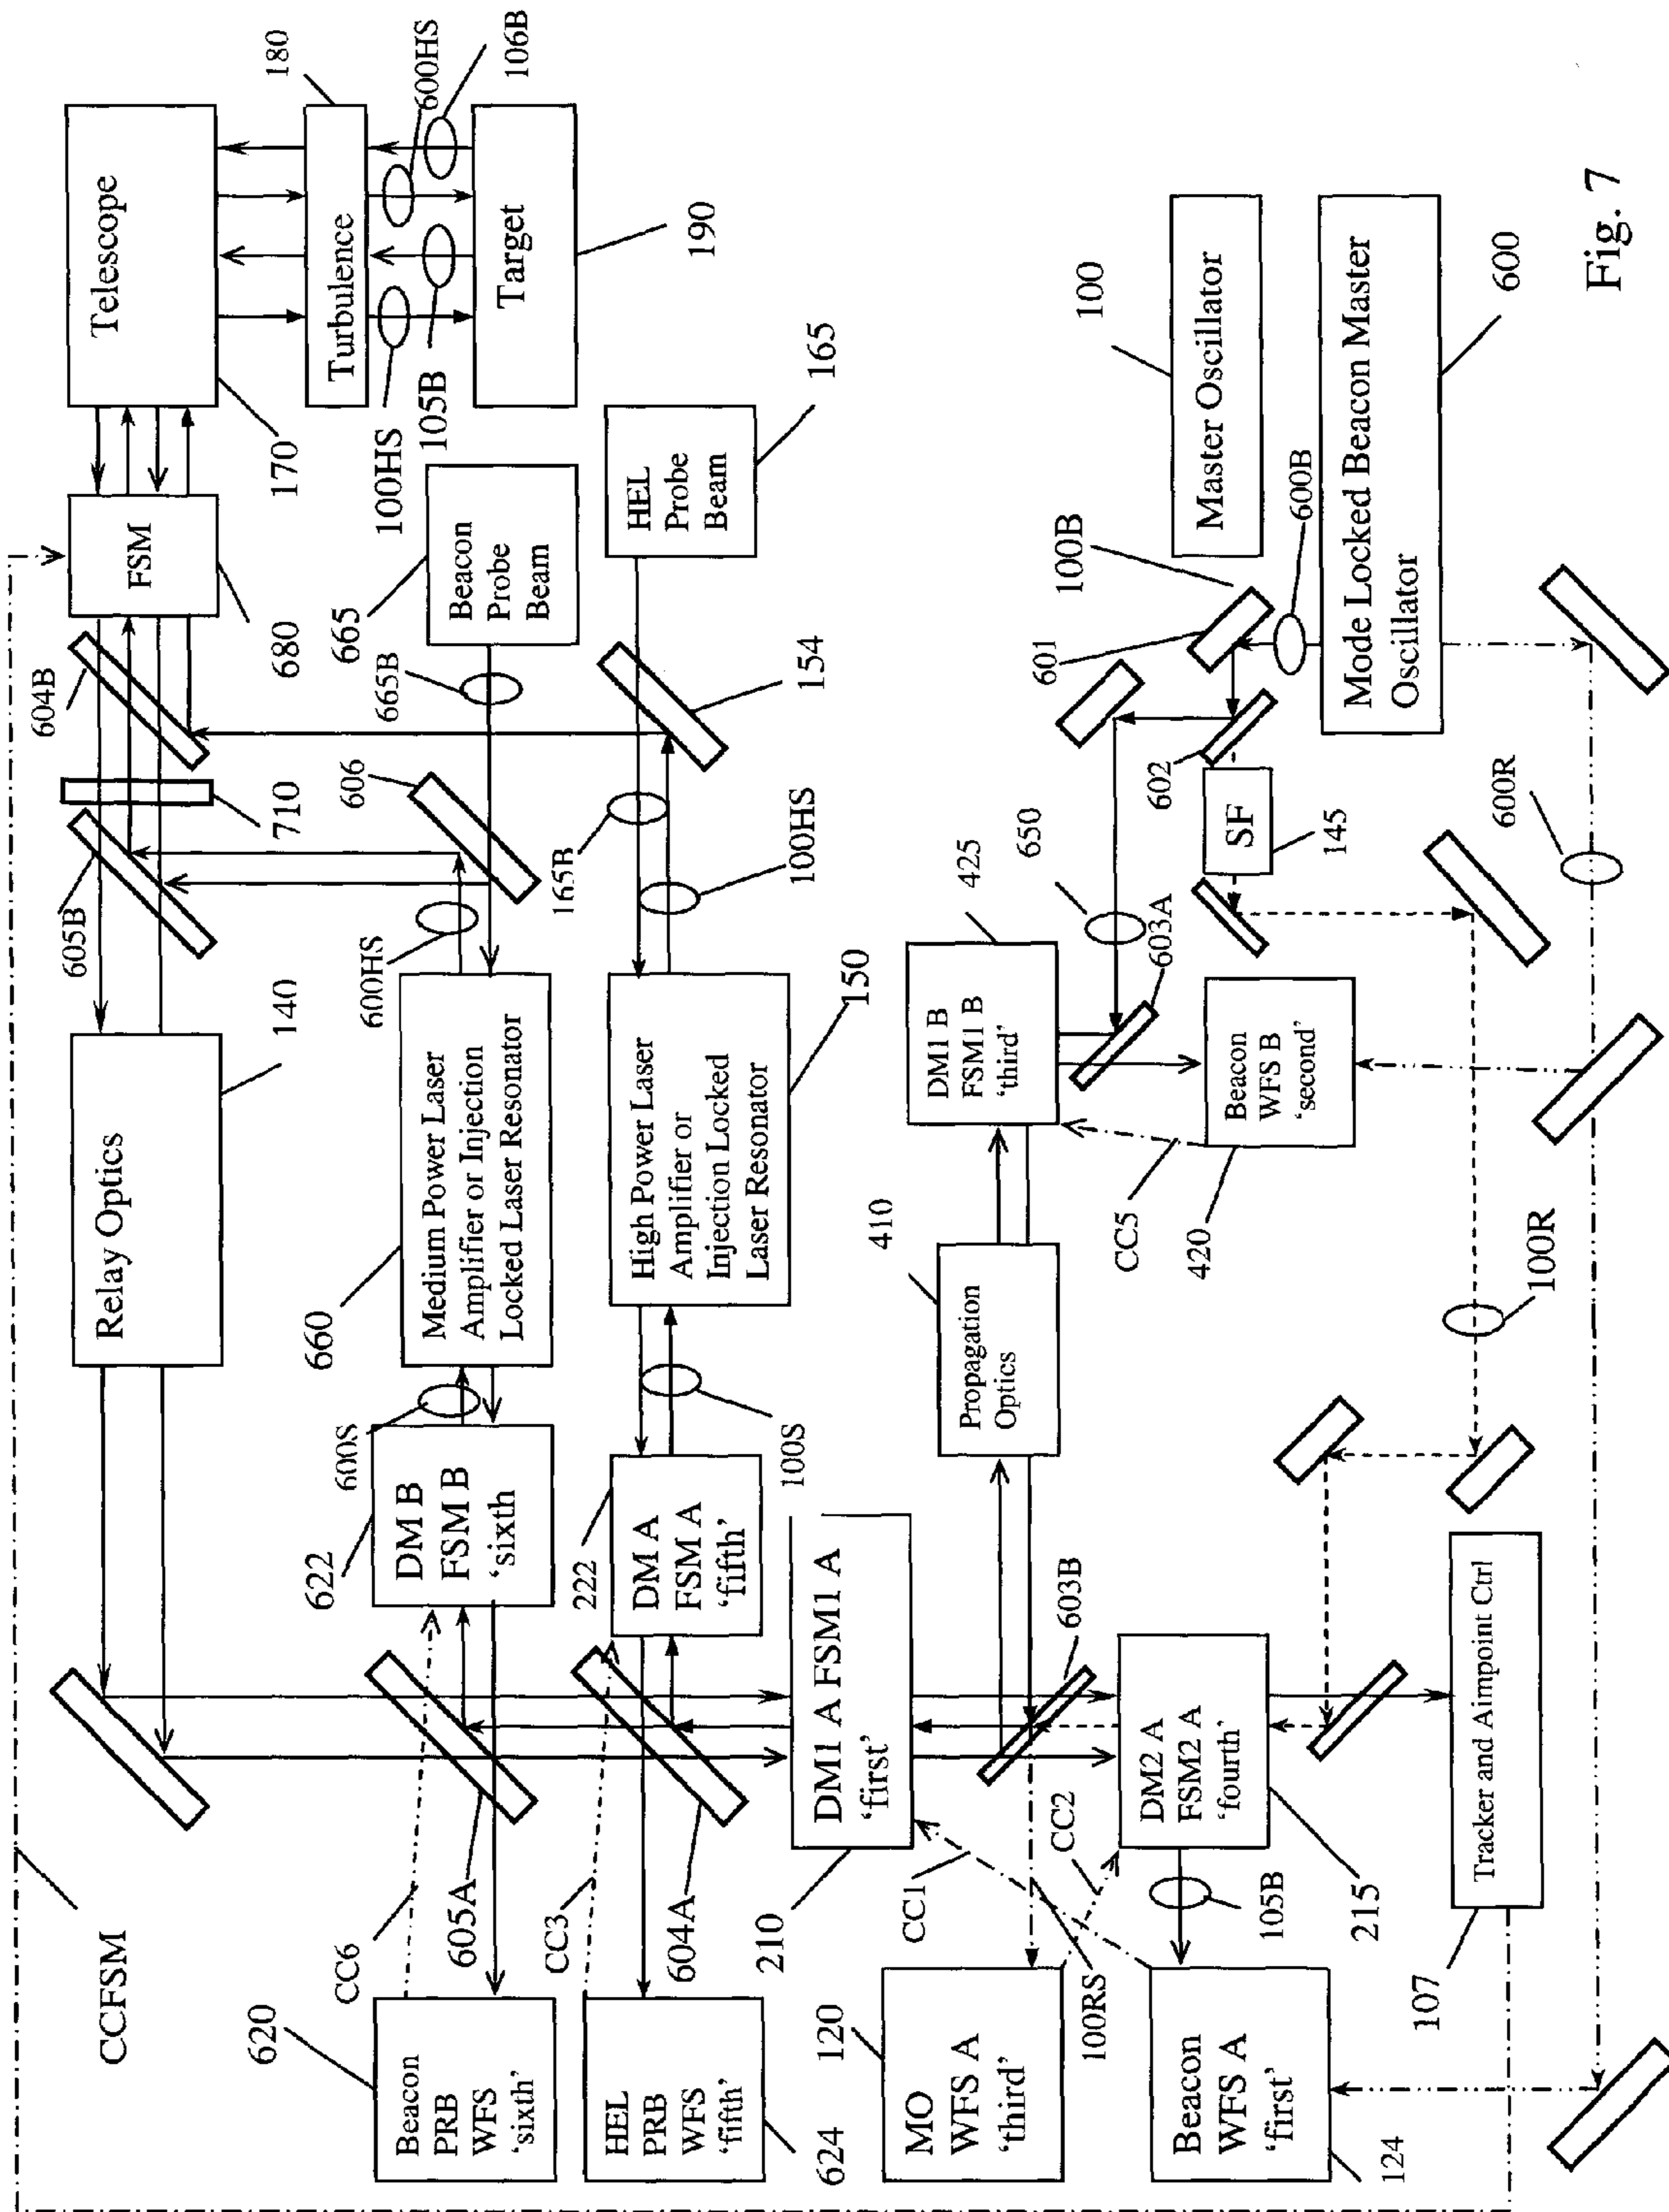 CCFSM
Relay Optics
140
605B
710
604B
FSM
680
Telescope
170
Turbulence
180
100HS
105B
600HS
106B
Target
190
620
Beacon
PRB
WFS
‘sixth’
CC6
605A
622
DM B
FSM B
‘sixth’
600S
660
Medium Power Laser
Amplifier or Injection
Locked Laser Resonator
600HS
606
665B
665
Beacon
Probe
Beam
HEL
PRB
WFS
‘fifth’
624
CC3
604A
222
DM A
FSM A
‘fifth’
100S
High Power Laser
Amplifier or
Injection Locked
Laser Resonator
150
165B
100HS
154
HEL
Probe
Beam
165
210
DM1 A FSM1 A
‘first’
120
MO
WFS A
‘third’
100RS
CC1
CC2
603B
410
Propagation
Optics
425
DM1 B
FSM1 B
‘third’
650
603A
CC5
420
Beacon
WFS B
‘second’
Beacon
WFS A
‘first’
124
105B
DM2 A
FSM2 A
‘fourth’
215
107
Tracker and Aimpoint Ctrl
100R
SF
145
602
601
100B
600B
100
Master Oscillator
Mode Locked Beacon Master
Oscillator
600
600R
Fig. 7